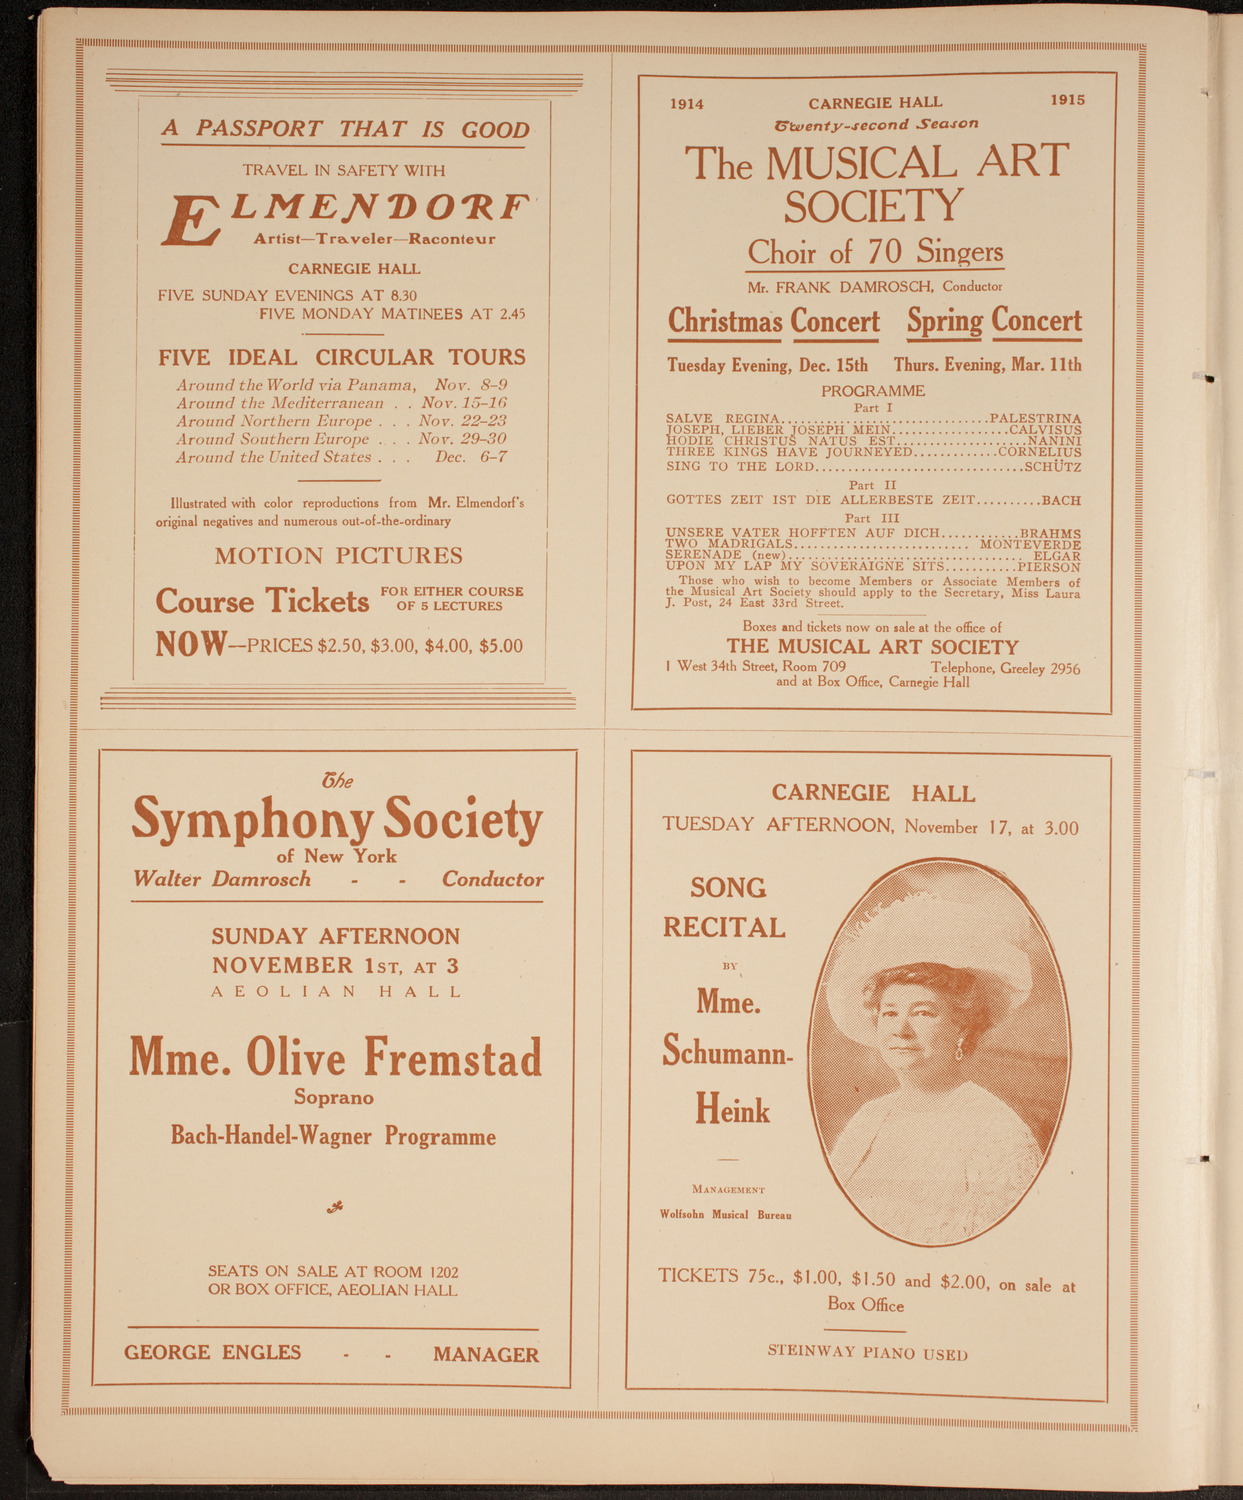 A PASSPORT THAT IS GOOD
TRAVEL IN SAFETY WITH
ELMENDORF
Artist—Traveler—Raconteur
CARNEGIE HALL
FIVE SUNDAY EVENINGS AT 8.30
FIVE MONDAY MATINEES AT 2.45
FIVE IDEAL CIRCULAR TOURS
Around the World via Panama, Nov. 8–9
Around the Mediterranean . . Nov. 15–16
Around Northern Europe . . . Nov. 22–23
Around Southern Europe . . . Nov. 29–30
Around the United States . . . Dec. 6–7
Illustrated with color reproductions from Mr. Elmendorf's
original negatives and numerous out-of-the-ordinary
MOTION PICTURES
Course Tickets FOR EITHER COURSE
OF 5 LECTURES
NOW—PRICES $2.50, $3.00, $4.00, $5.00
1914 CARNEGIE HALL 1915
Twenty-second Season
The MUSICAL ART
SOCIETY
Choir of 70 Singers
Mr. FRANK DAMROSCH, Conductor
Christmas Concert Spring Concert
Tuesday Evening, Dec. 15th Thurs. Evening, Mar. 11th
PROGRAMME
Part I
SALVE REGINA................................PALESTRINA
JOSEPH, LIEBER JOSEPH MEIN..................CALVISUS
HODIE CHRISTUS NATUS EST....................NANINI
THREE KINGS HAVE JOURNEYED.............CORNELIUS
SING TO THE LORD................................SCHÜTZ
Part II
GOTTES ZEIT IST DIE ALLERBESTE ZEIT..........BACH
Part III
UNSERE VATER HOFFTEN AUF DICH............BRAHMS
TWO MADRIGALS........................... MONTEVERDE
SERENADE (new).................................... ELGAR
UPON MY LAP MY SOVERAIGNE SITS...........PIERSON
Those who wish to become Members or Associate Members of
the Musical Art Society should apply to the Secretary, Miss Laura
J. Post, 24 East 33rd Street.
Boxes and tickets now on sale at the office of
THE MUSICAL ART SOCIETY
1 West 34th Street, Room 709 Telephone, Greeley 2956
and at Box Office, Carnegie Hall
The
Symphony Society
of New York
Walter Damrosch - - Conductor
SUNDAY AFTERNOON
NOVEMBER 1ST, AT 3
AEOLIAN HALL
Mme. Olive Fremstad
Soprano
Bach-Handel-Wagner Programme
SEATS ON SALE AT ROOM 1202
OR BOX OFFICE, AEOLIAN HALL
GEORGE ENGLES - - MANAGER
CARNEGIE HALL
TUESDAY AFTERNOON, November 17, at 3.00
SONG
RECITAL
BY
Mme.
Schumann-
Heink
MANAGEMENT
Wolfsohn Musical Bureau
TICKETS 75c., $1.00, $1.50 and $2.00, on sale at
Box Office
STEINWAY PIANO USED